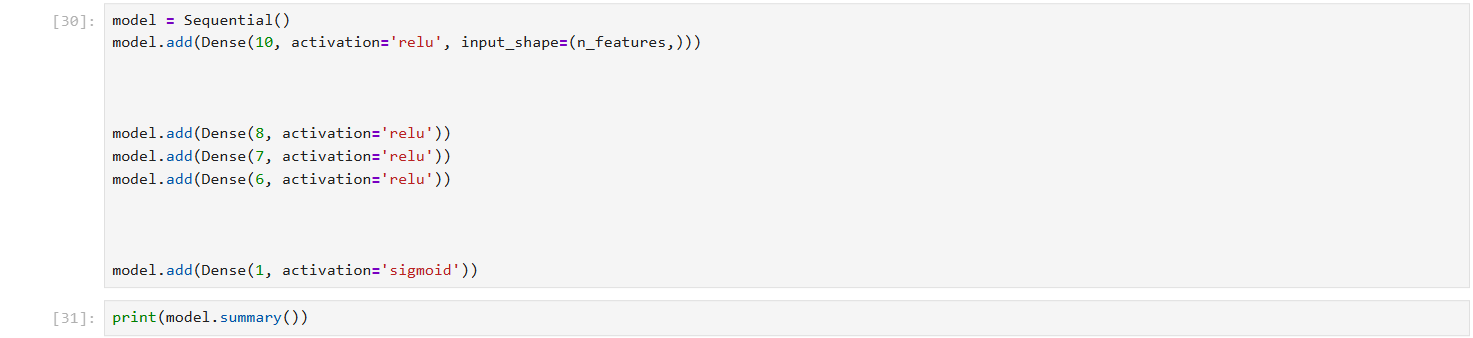 [30]: model = Sequential()
model.add(Dense(10, activation='relu', input_shape=(n_features,)))
model.add(Dense(8, activation='relu'))
model.add(Dense(7, activation='relu'))
model.add(Dense(6, activation='relu'))
model.add(Dense(1, activation='sigmoid'))
[31]: print(model.summary())